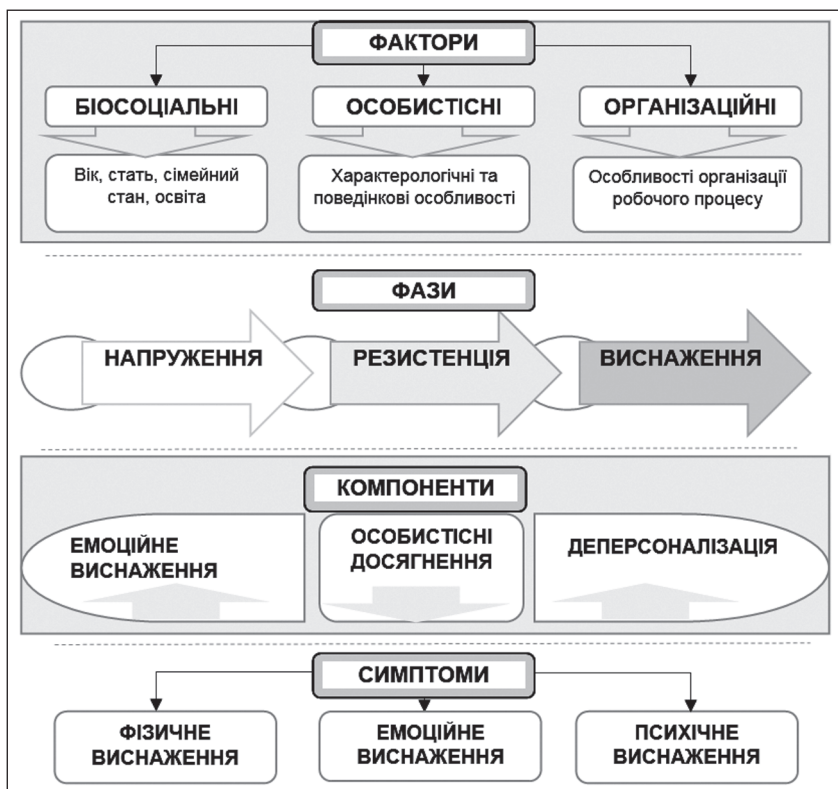 ФАКТОРИ
БІОСОЦІАЛЬНІ
ОСОБИСТІСНІ
ОРГАНІЗАЦІЙНІ
Вік, стать, сімейний
стан, освіта
Характерологічні та
поведінкові особливості
Особливості організації
робочого процесу
ФАЗИ
НАПРУЖЕННЯ
РЕЗИСТЕНЦІЯ
ВИСНАЖЕННЯ
КОМПОНЕНТИ
ЕМОЦІЙНЕ
ВИСНАЖЕННЯ
ОСОБИСТІСНІ
ДОСЯГНЕННЯ
ДЕПЕРСОНАЛІЗАЦІЯ
СИМПТОМИ
ФІЗИЧНЕ
ВИСНАЖЕННЯ
ЕМОЦІЙНЕ
ВИСНАЖЕННЯ
ПСИХІЧНЕ
ВИСНАЖЕННЯ